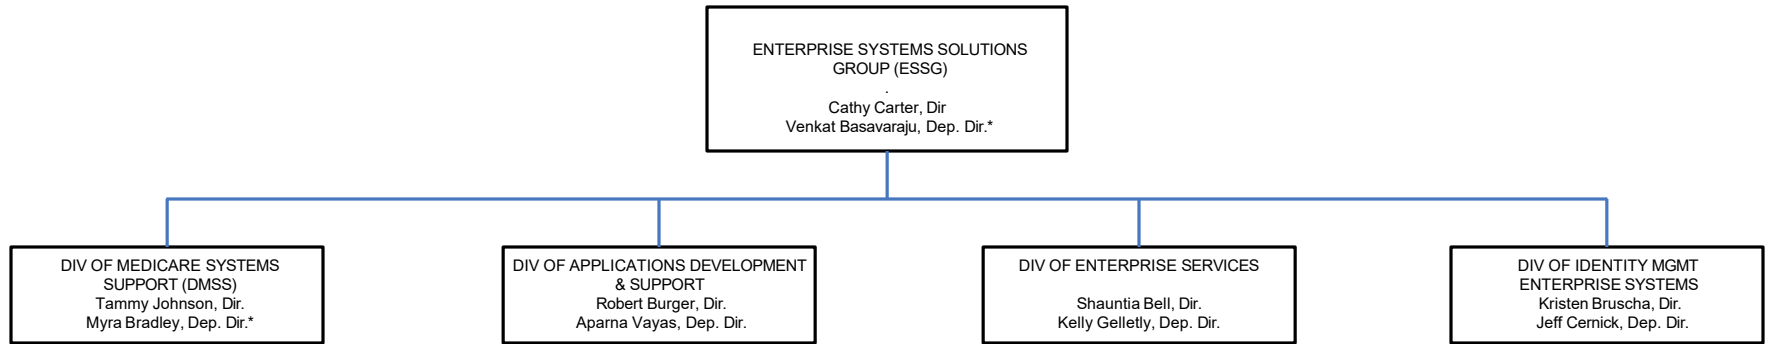 ENTERPRISE SYSTEMS SOLUTIONS
GROUP (ESSG)
.
Cathy Carter, Dir
Venkat Basavaraju, Dep. Dir.*
DIV OF MEDICARE SYSTEMS
SUPPORT (DMSS)
Tammy Johnson, Dir.
Myra Bradley, Dep. Dir.*
DIV OF APPLICATIONS DEVELOPMENT
& SUPPORT
Robert Burger, Dir.
Aparna Vayas, Dep. Dir.
DIV OF ENTERPRISE SERVICES
Shauntia Bell, Dir.
Kelly Gelletly, Dep. Dir.
DIV OF IDENTITY MGMT
ENTERPRISE SYSTEMS
Kristen Bruscha, Dir.
Jeff Cernick, Dep. Dir.